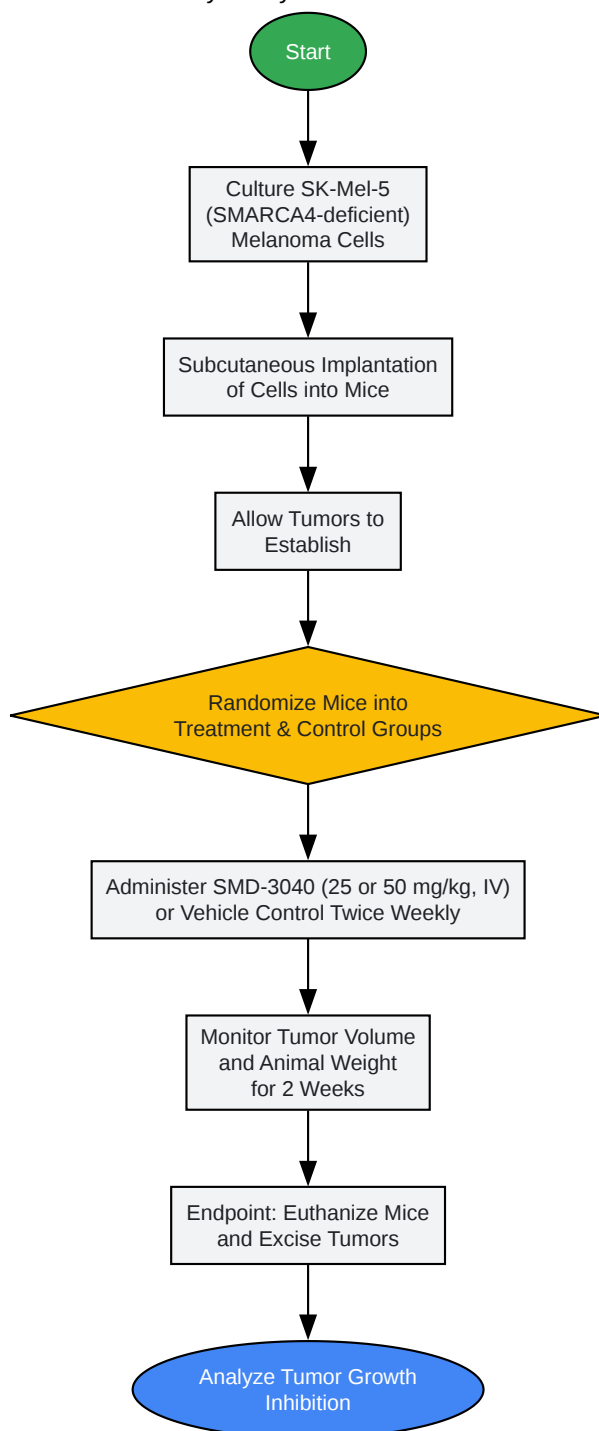 Start
Culture SK-Mel-5
(SMARCA4-deficient)
Melanoma Cells
Subcutaneous Implantation
of Cells into Mice
Allow Tumors to
Establish
Randomize Mice into
Treatment & Control Groups
Administer SMD-3040 (25 or 50 mg/kg, IV)
or Vehicle Control Twice Weekly
Monitor Tumor Volume
and Animal Weight
for 2 Weeks
Endpoint: Euthanize Mice
and Excise Tumors
Analyze Tumor Growth
Inhibition